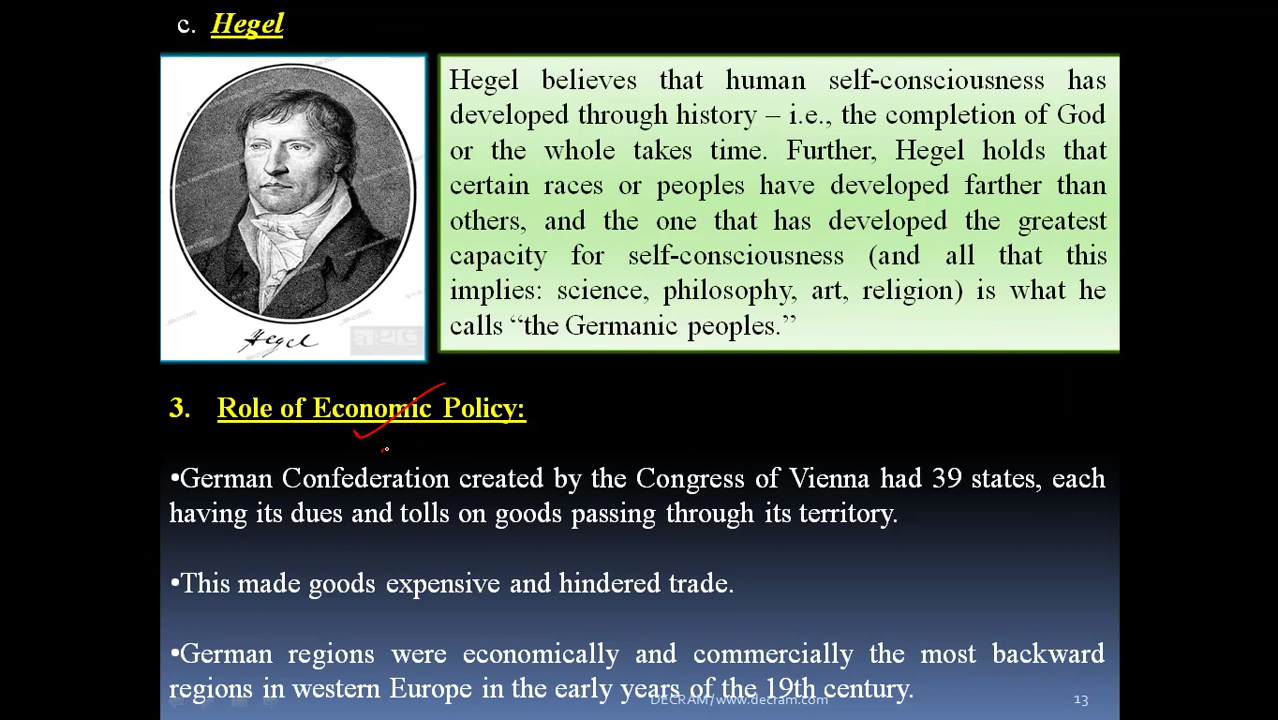 c. Hegel
Hegel believes that human self-consciousness has
developed through history – i.e., the completion of God
or the whole takes time. Further, Hegel holds that
certain races or peoples have developed farther than
others, and the one that has developed the greatest
capacity for self-consciousness (and all that this
implies: science, philosophy, art, religion) is what he
calls “the Germanic peoples.”
Hegel
3. Role of Economic Policy:
•German Confederation created by the Congress of Vienna had 39 states, each
having its dues and tolls on goods passing through its territory.
•This made goods expensive and hindered trade.
•German regions were economically and commercially the most backward
regions in western Europe in the early years of the 19th century.
DECRAM/www.decram.com
13